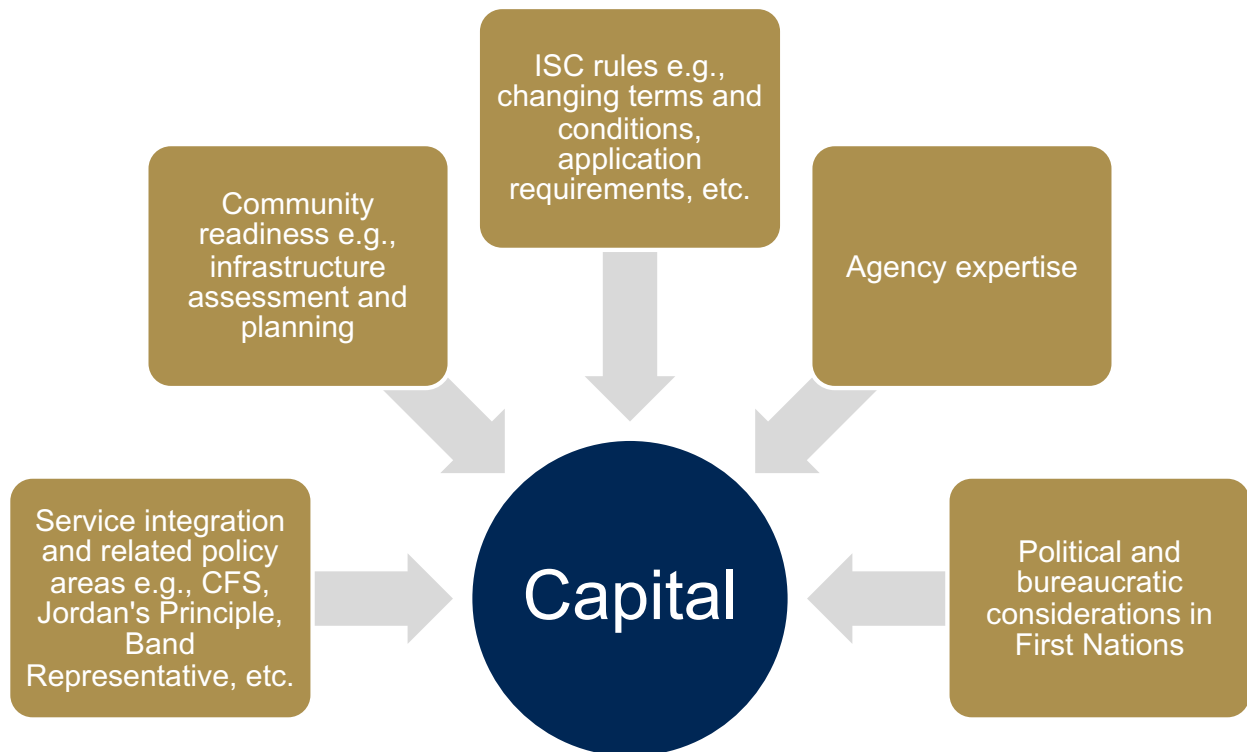 ISC rules e.g.,
changing terms and
conditions,
application
requirements, etc.
Community
readiness e.g.,
infrastructure
assessment and
planning
Agency expertise
Service integration
and related policy
areas e.g., CFS,
Jordan's Principle,
Band
Representative, etc.
Capital
Political and
bureaucratic
considerations in
First Nations